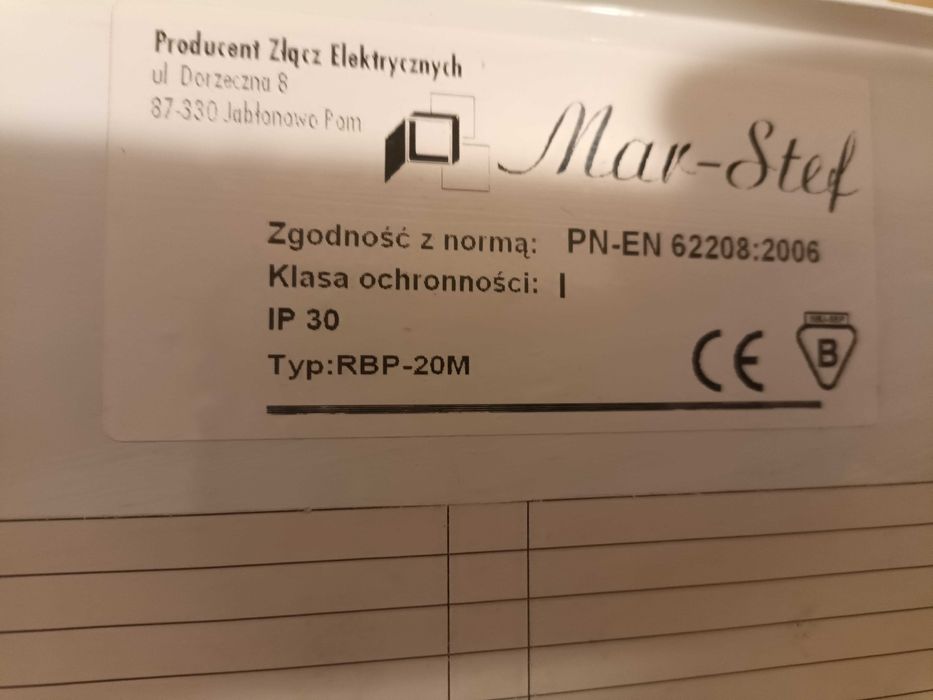 Producent Złącz Elektrycznych
ul Dorzeczna 8
87-330 Jabłonowo Pom
Mar-Stef
Zgodność z normą: PN-EN 62208:2006
Klasa ochronności: I
IP 30
Typ:RBP-20M
CE
B